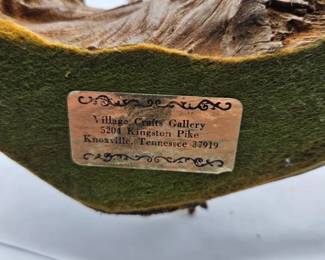 Village Crafts Gallery
5204 Kingston Pike
Knoxville, Tennessee 37919